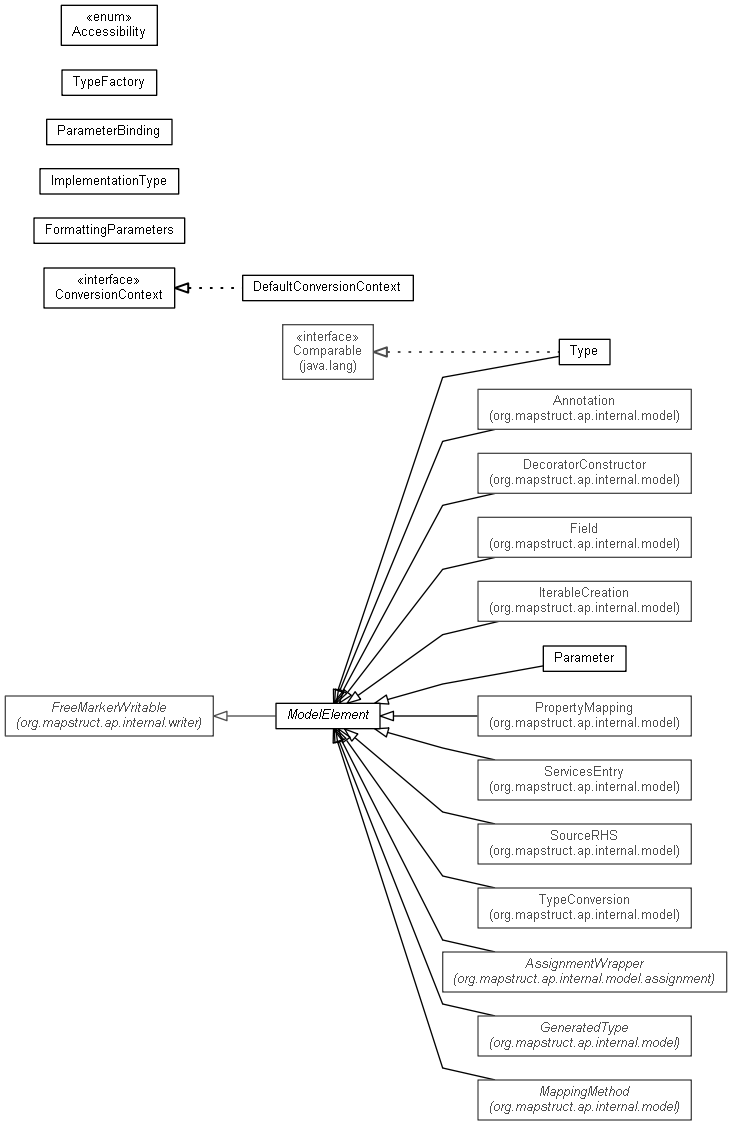 «enum»
Accessibility
TypeFactory
ParameterBinding
ImplementationType
FormattingParameters
«interface»
ConversionContext
DefaultConversionContext
«interface»
Comparable
(java.lang)
Type
Annotation
(org.mapstruct.ap.internal.model)
DecoratorConstructor
(org.mapstruct.ap.internal.model)
Field
(org.mapstruct.ap.internal.model)
IterableCreation
(org.mapstruct.ap.internal.model)
Parameter
FreeMarkerWritable
(org.mapstruct.ap.internal.writer)
ModelElement
PropertyMapping
(org.mapstruct.ap.internal.model)
ServicesEntry
(org.mapstruct.ap.internal.model)
SourceRHS
(org.mapstruct.ap.internal.model)
TypeConversion
(org.mapstruct.ap.internal.model)
AssignmentWrapper
(org.mapstruct.ap.internal.model.assignment)
GeneratedType
(org.mapstruct.ap.internal.model)
MappingMethod
(org.mapstruct.ap.internal.model)